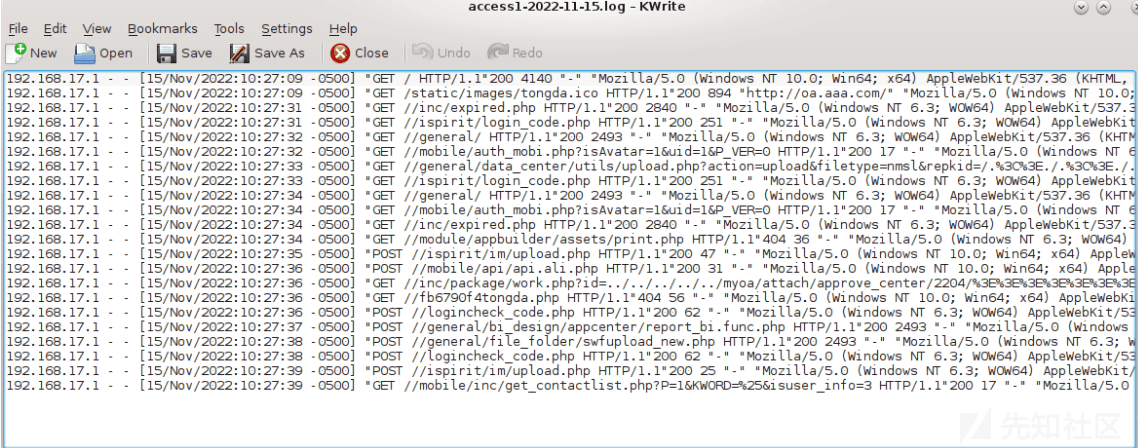 access1-2022-11-15.log – KWrite
File Edit View Bookmarks Tools Settings Help
New Open Save Save As Close Undo Redo
192.168.17.1 - - [15/Nov/2022:10:27:09 -0500] "GET / HTTP/1.1"200 4140 "-" "Mozilla/5.0 (Windows NT 10.0; Win64; x64) AppleWebKit/537.36 (KHTML,
192.168.17.1 - - [15/Nov/2022:10:27:09 -0500] "GET /static/images/tongda.ico HTTP/1.1"200 894 "http://oa.aaa.com/" "Mozilla/5.0 (Windows NT 10.0;
192.168.17.1 - - [15/Nov/2022:10:27:31 -0500] "GET //inc/expired.php HTTP/1.1"200 2840 "-" "Mozilla/5.0 (Windows NT 6.3; WOW64) AppleWebKit/537.3
192.168.17.1 - - [15/Nov/2022:10:27:31 -0500] "GET //ispirit/login_code.php HTTP/1.1"200 251 "-" "Mozilla/5.0 (Windows NT 6.3; WOW64) AppleWebKit
192.168.17.1 - - [15/Nov/2022:10:27:32 -0500] "GET //general/ HTTP/1.1"200 2493 "-" "Mozilla/5.0 (Windows NT 6.3; WOW64) AppleWebKit/537.36 (KHTM
192.168.17.1 - - [15/Nov/2022:10:27:32 -0500] "GET //mobile/auth_mobi.php?isAvatar=1&uid=1&P_VER=0 HTTP/1.1"200 17 "-" "Mozilla/5.0 (Windows NT 6
192.168.17.1 - - [15/Nov/2022:10:27:33 -0500] "GET //general/data_center/utils/upload.php?action=upload&filetype=nmsl&repkid=/.%3C%3E./.%3C%3E./.
192.168.17.1 - - [15/Nov/2022:10:27:33 -0500] "GET //ispirit/login_code.php HTTP/1.1"200 251 "-" "Mozilla/5.0 (Windows NT 6.3; WOW64) AppleWebKit
192.168.17.1 - - [15/Nov/2022:10:27:34 -0500] "GET //general/ HTTP/1.1"200 2493 "-" "Mozilla/5.0 (Windows NT 6.3; WOW64) AppleWebKit/537.36 (KHTM
192.168.17.1 - - [15/Nov/2022:10:27:34 -0500] "GET //mobile/auth_mobi.php?isAvatar=1&uid=1&P_VER=0 HTTP/1.1"200 17 "-" "Mozilla/5.0 (Windows NT 6
192.168.17.1 - - [15/Nov/2022:10:27:34 -0500] "GET //inc/expired.php HTTP/1.1"200 2840 "-" "Mozilla/5.0 (Windows NT 6.3; WOW64) AppleWebKit/537.3
192.168.17.1 - - [15/Nov/2022:10:27:34 -0500] "GET //module/appbuilder/assets/print.php HTTP/1.1"404 36 "-" "Mozilla/5.0 (Windows NT 6.3; WOW64)
192.168.17.1 - - [15/Nov/2022:10:27:35 -0500] "POST //ispirit/im/upload.php HTTP/1.1"200 47 "-" "Mozilla/5.0 (Windows NT 10.0; Win64; x64) AppleW
192.168.17.1 - - [15/Nov/2022:10:27:36 -0500] "POST //mobile/api/api.ali.php HTTP/1.1"200 31 "-" "Mozilla/5.0 (Windows NT 10.0; Win64; x64) Apple
192.168.17.1 - - [15/Nov/2022:10:27:36 -0500] "GET //inc/package/work.php?id=../../../../../myoa/attach/approve_center/2204/%3E%3E%3E%3E%3E%3E%3E
192.168.17.1 - - [15/Nov/2022:10:27:36 -0500] "GET //fb6790f4tongda.php HTTP/1.1"404 56 "-" "Mozilla/5.0 (Windows NT 10.0; Win64; x64) AppleWebKi
192.168.17.1 - - [15/Nov/2022:10:27:36 -0500] "POST //logincheck_code.php HTTP/1.1"200 62 "-" "Mozilla/5.0 (Windows NT 6.3; WOW64) AppleWebKit/53
192.168.17.1 - - [15/Nov/2022:10:27:37 -0500] "POST //general/bi_design/appcenter/report_bi.func.php HTTP/1.1"200 2493 "-" "Mozilla/5.0 (Windows
192.168.17.1 - - [15/Nov/2022:10:27:38 -0500] "POST //general/file_folder/swfupload_new.php HTTP/1.1"200 2493 "-" "Mozilla/5.0 (Windows NT 6.3; W
192.168.17.1 - - [15/Nov/2022:10:27:38 -0500] "POST //logincheck_code.php HTTP/1.1"200 62 "-" "Mozilla/5.0 (Windows NT 6.3; WOW64) AppleWebKit/53
192.168.17.1 - - [15/Nov/2022:10:27:39 -0500] "POST //ispirit/im/upload.php HTTP/1.1"200 25 "-" "Mozilla/5.0 (Windows NT 6.3; WOW64) AppleWebKit/
192.168.17.1 - - [15/Nov/2022:10:27:39 -0500] "GET //mobile/inc/get_contactlist.php?P=1&KWORD=%25&isuser_info=3 HTTP/1.1"200 17 "-" "Mozilla/5.0
先知社区